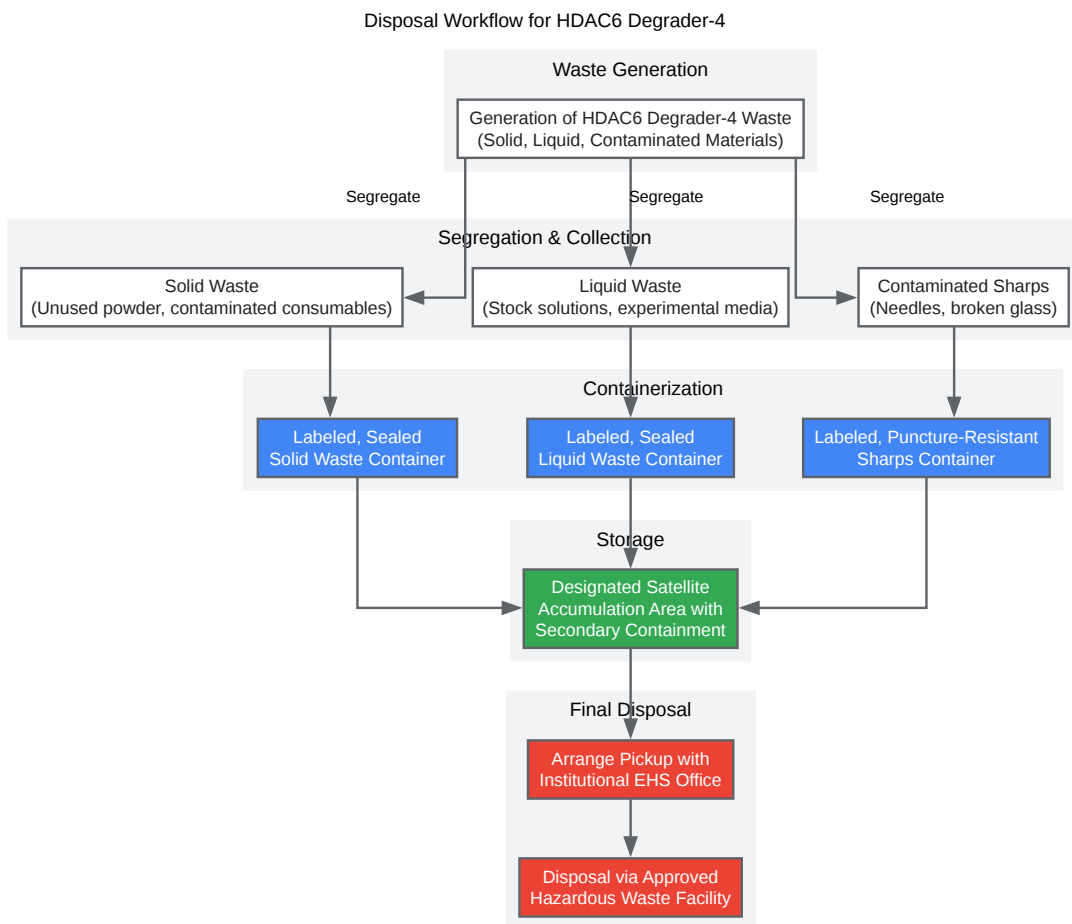 Disposal Workflow for HDAC6 Degrader-4
Waste Generation
Generation of HDAC6 Degrader-4 Waste
(Solid, Liquid, Contaminated Materials)
Segregate
Segregate
Segregate
Segregation & Collection
Solid Waste
(Unused powder, contaminated consumables)
Liquid Waste
(Stock solutions, experimental media)
Contaminated Sharps
(Needles, broken glass)
Containerization
Labeled, Sealed
Solid Waste Container
Labeled, Sealed
Liquid Waste Container
Labeled, Puncture-Resistant
Sharps Container
Storage
Designated Satellite
Accumulation Area with
Secondary Containment
Final Disposal
Arrange Pickup with
Institutional EHS Office
Disposal via Approved
Hazardous Waste Facility